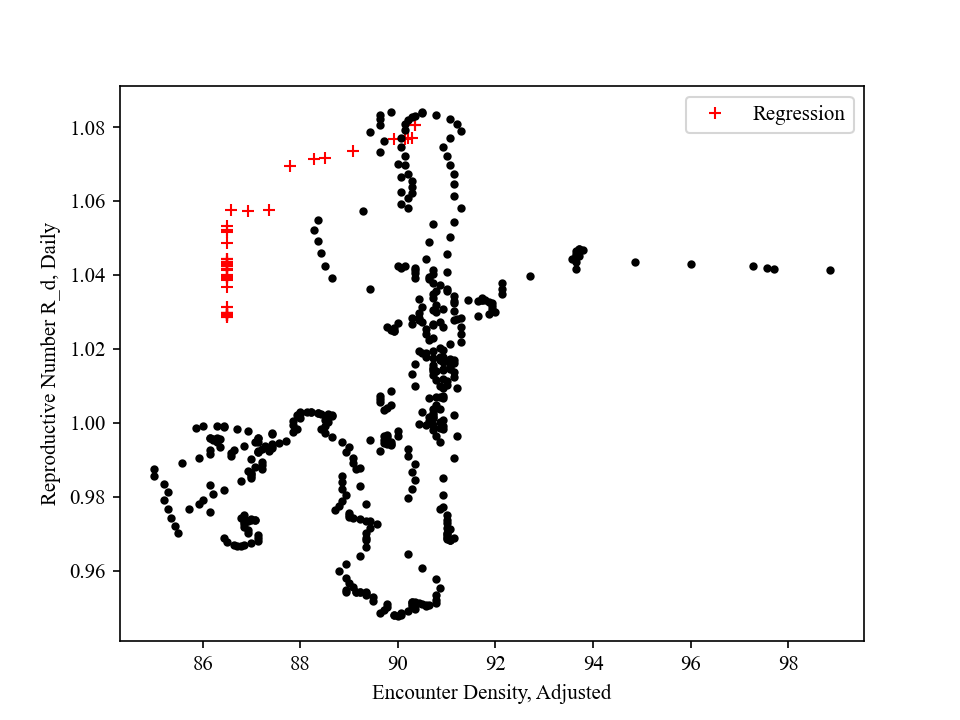 Regression
1.08
1.06
1.04
1.02
1.00
0.98
0.96
Reproductive Number R_d, Daily
86 88 90 92 94 96 98
Encounter Density, Adjusted